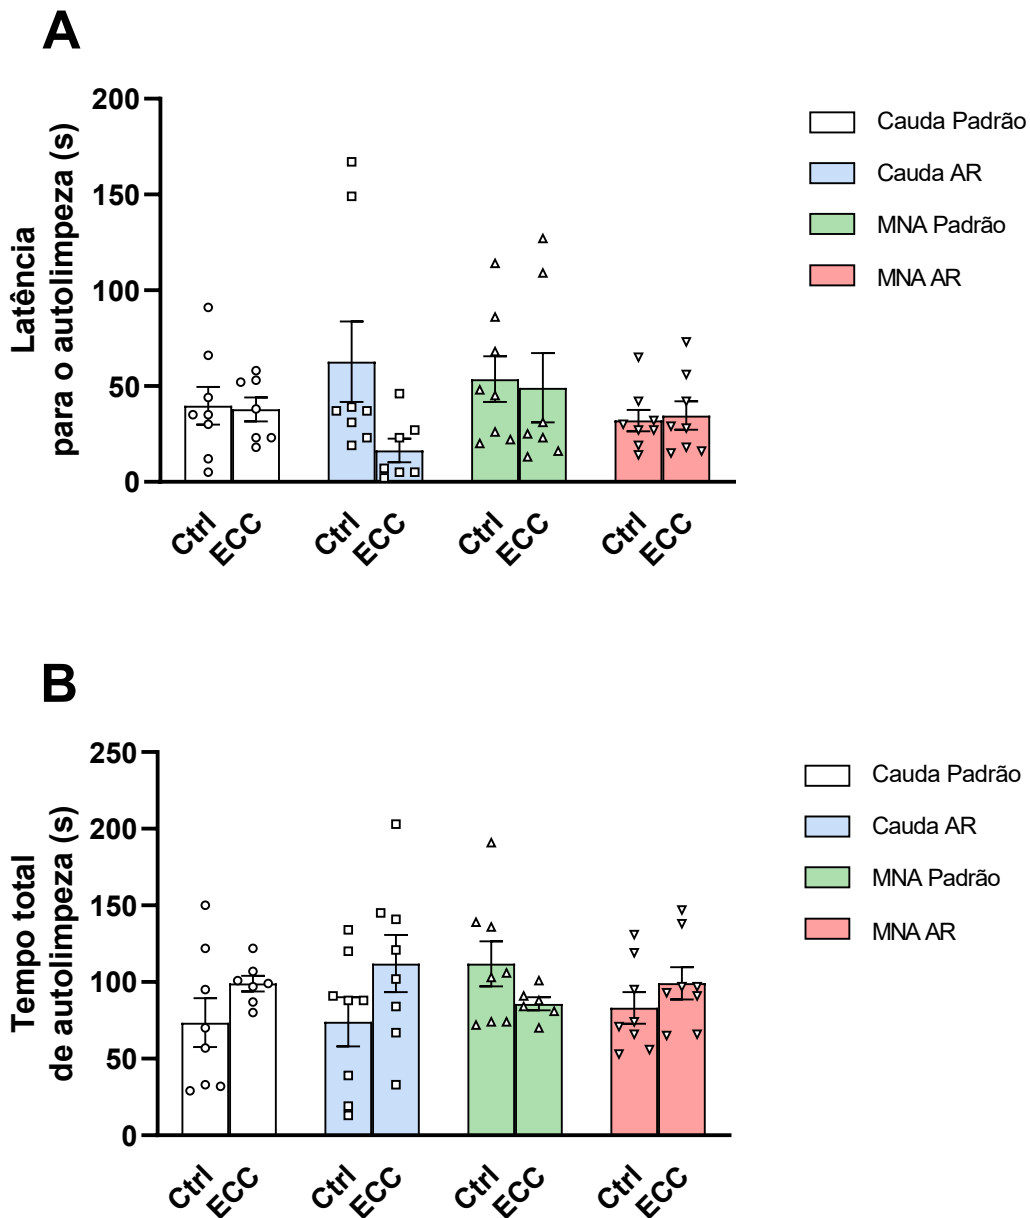 A
200
150
100
50
0
Latência
para o autolimpeza (s)
Ctrl
ECC
Ctrl
ECC
Ctrl
ECC
Ctrl
ECC
Cauda Padrão
Cauda AR
MNA Padrão
MNA AR
B
250
200
150
100
50
0
Tempo total
de autolimpeza (s)
Ctrl
ECC
Ctrl
ECC
Ctrl
ECC
Ctrl
ECC
Cauda Padrão
Cauda AR
MNA Padrão
MNA AR